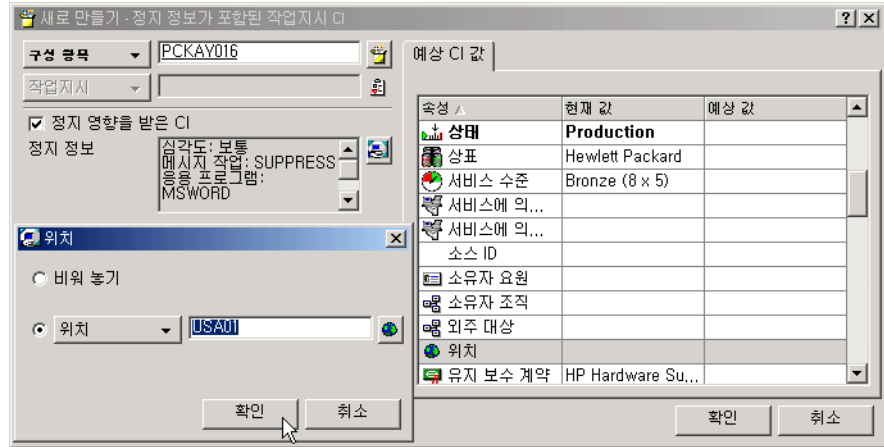 새로 만들기 - 정지 정보가 포함된 작업지시 CI
구성 항목
PCKAY016
작업지시
정지 영향을 받은 CI
정지 정보
심각도: 보통
메시지 작업: SUPPRESS
응용 프로그램:
MSWORD
위치
비워 놓기
위치
USA01
확인
취소
예상 CI 값
속성 현재 값 예상 값
상태 Production
상표 Hewlett Packard
서비스 수준 Bronze (8 x 5)
서비스에 의...
서비스에 의...
소스 ID
소유자 요원
소유자 조직
외주 대상
위치
유지 보수 계약 HP Hardware Su...
확인
취소